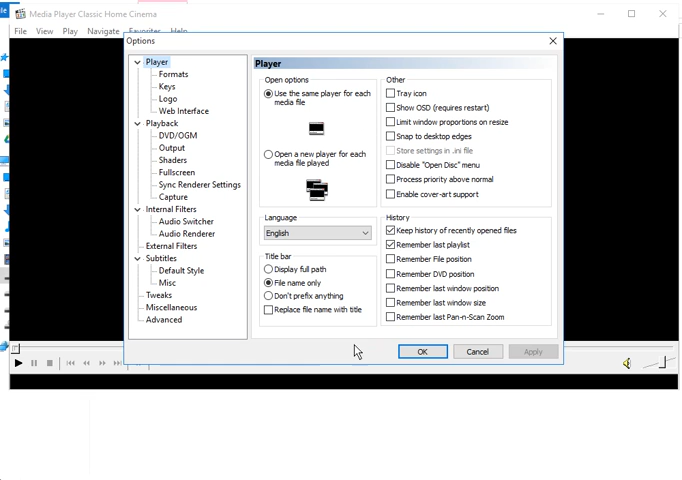 Media Player Classic Home Cinema
File View Play Navigate Favorites Help
Options
Player
Formats
Keys
Logo
Web Interface
Playback
DVD/OGM
Output
Shaders
Fullscreen
Sync Renderer Settings
Capture
Internal Filters
Audio Switcher
Audio Renderer
External Filters
Subtitles
Default Style
Misc
Tweaks
Miscellaneous
Advanced
Player
Open options
Use the same player for each
media file
Open a new player for each
media file played
Language
English
Title bar
Display full path
File name only
Don't prefix anything
Replace file name with title
Other
Tray icon
Show OSD (requires restart)
Limit window proportions on resize
Snap to desktop edges
Store settings in .ini file
Disable "Open Disc" menu
Process priority above normal
Enable cover-art support
History
Keep history of recently opened files
Remember last playlist
Remember File position
Remember DVD position
Remember last window position
Remember last window size
Remember last Pan-n-Scan Zoom
OK Cancel Apply